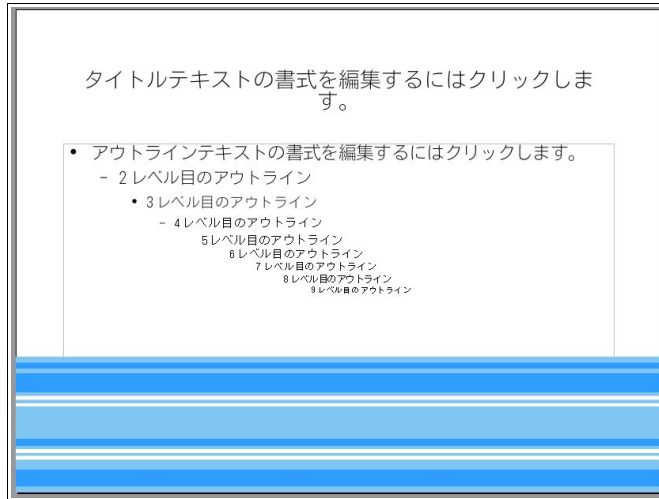 タイトルテキストの書式を編集するにはクリックしま
す。
• アウトラインテキストの書式を編集するにはクリックします。
– 2レベル目のアウトライン
• 3レベル目のアウトライン
– 4レベル目のアウトライン
5レベル目のアウトライン
6レベル目のアウトライン
7レベル目のアウトライン
8レベル目のアウトライン
9レベル目のアウトライン